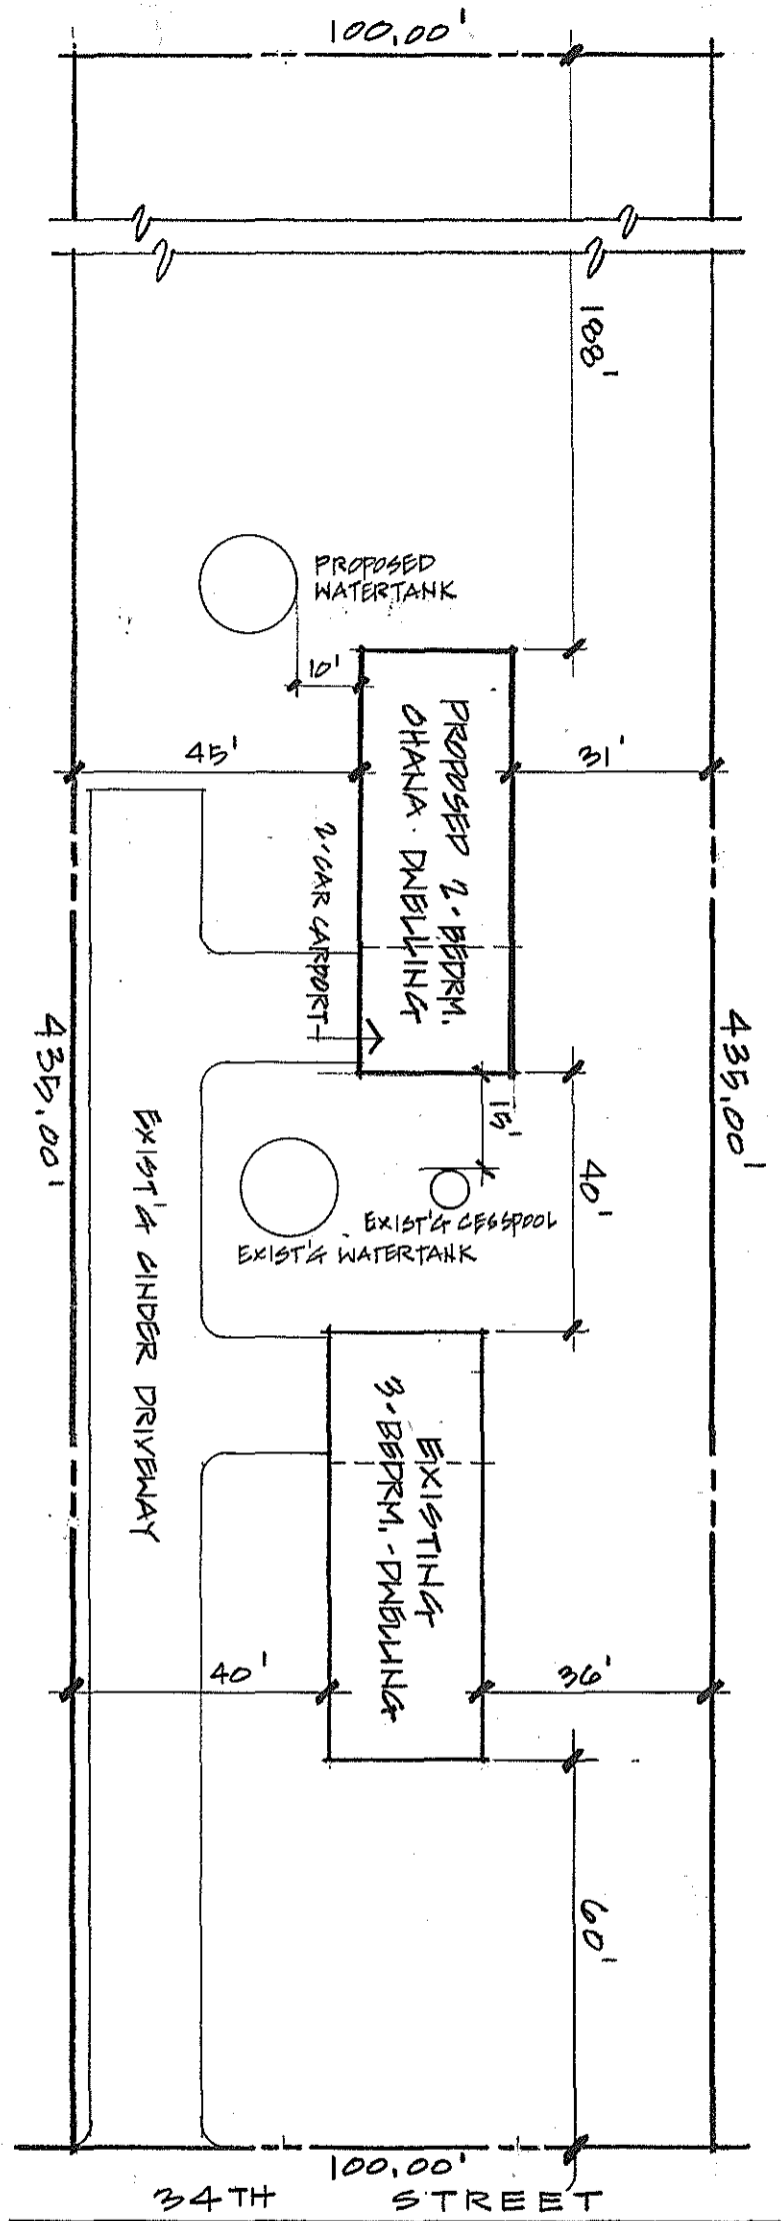 100.00'
188'
PROPOSED
WATERTANK
10'
45'
31'
PROPOSED 2-BEDRM.
OHANA-DWELLING
2-CAR CARPORT
435.00'
435.00'
15'
40'
EXIST'G CESSPOOL
EXIST'G WATERTANK
EXIST'G CINDER DRIVEWAY
EXISTING
3-BEDRM.-DWELLING
40'
36'
60'
100.00'
34TH STREET